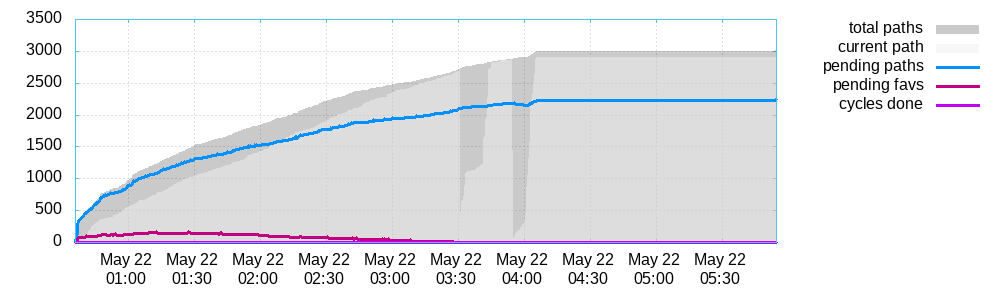 3500
3000
2500
2000
1500
1000
500
0
May 22 May 22 May 22 May 22 May 22 May 22 May 22 May 22 May 22 May 22
01:00 01:30 02:00 02:30 03:00 03:30 04:00 04:30 05:00 05:30
total paths
current path
pending paths
pending favs
cycles done